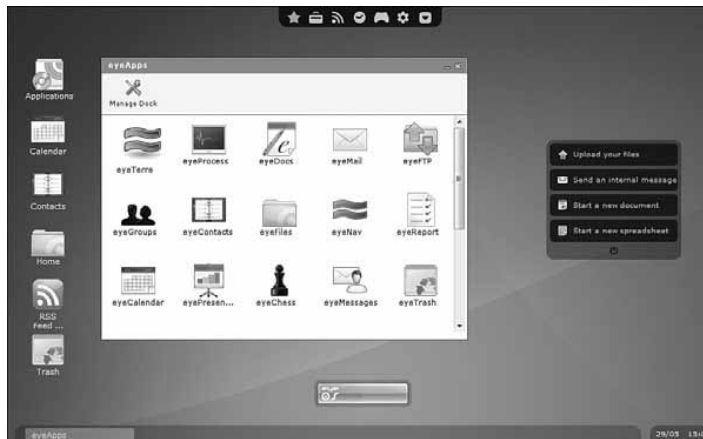 eyeApps
Manage Dock
Applications
Calendar
Contacts
Home
RSS
Feed ...
Trash
eyeTerre
eyeProcess
eyeDocs
eyeMail
eyeFTP
eyeGroups
eyeContacts
eyeFiles
eyeNav
eyeReport
eyeCalendar
eyePresen...
eyeChess
eyeMessages
eyeTrash
Upload your files
Send an internal message
Start a new document
Start a new spreadsheet
eye
OS
eyeApps
29/05